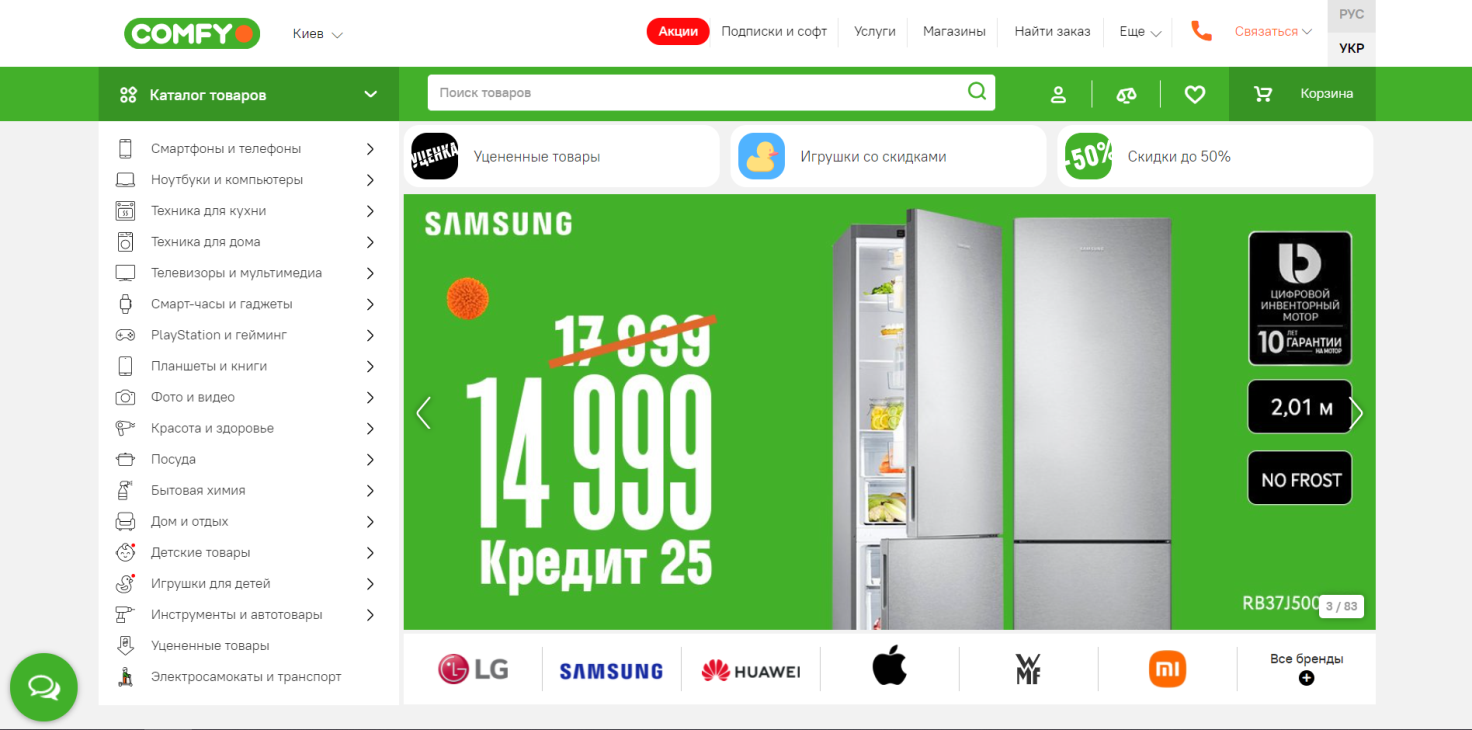 COMFY
Киев
Акции
Подписки и софт
Услуги
Магазины
Найти заказ
Еще
Связаться
РУС
УКР
Каталог товаров
Поиск товаров
Корзина
Смартфоны и телефоны
Ноутбуки и компьютеры
Техника для кухни
Техника для дома
Телевизоры и мультимедиа
Смарт-часы и гаджеты
PlayStation и гейминг
Планшеты и книги
Фото и видео
Красота и здоровье
Посуда
Бытовая химия
Дом и отдых
Детские товары
Игрушки для детей
Инструменты и автотовары
Уцененные товары
Электросамокаты и транспорт
УЦЕНКА
Уцененные товары
Игрушки со скидками
-50%
Скидки до 50%
SAMSUNG
17 999
14 999
Кредит 25
SAMSUNG
ЦИФРОВОЙ
ИНВЕНТОРНЫЙ
МОТОР
10 ЛЕТ
ГАРАНТИИ
НА МОТОР
2,01 м
NO FROST
RB37J500
3 / 83
LG
SAMSUNG
HUAWEI
WMF
mi
Все бренды